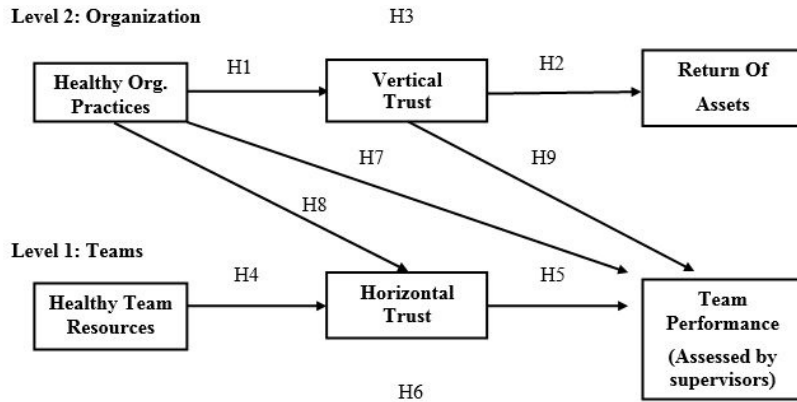 Level 2: Organization
H3
Healthy Org.
Practices
H1
Vertical
Trust
H2
Return Of
Assets
H7
H9
H8
Level 1: Teams
Healthy Team
Resources
H4
Horizontal
Trust
H5
Team
Performance
(Assessed by
supervisors)
H6